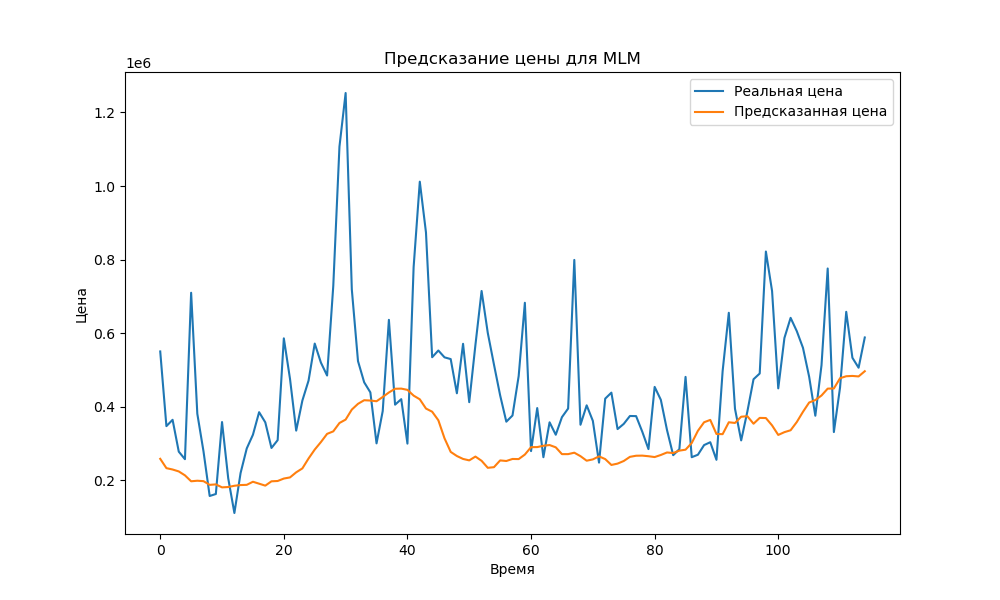 Предсказание цены для MLM
1e6
Реальная цена
Предсказанная цена
1.2
1.0
0.8
0.6
0.4
0.2
Цена
0 20 40 60 80 100
Время